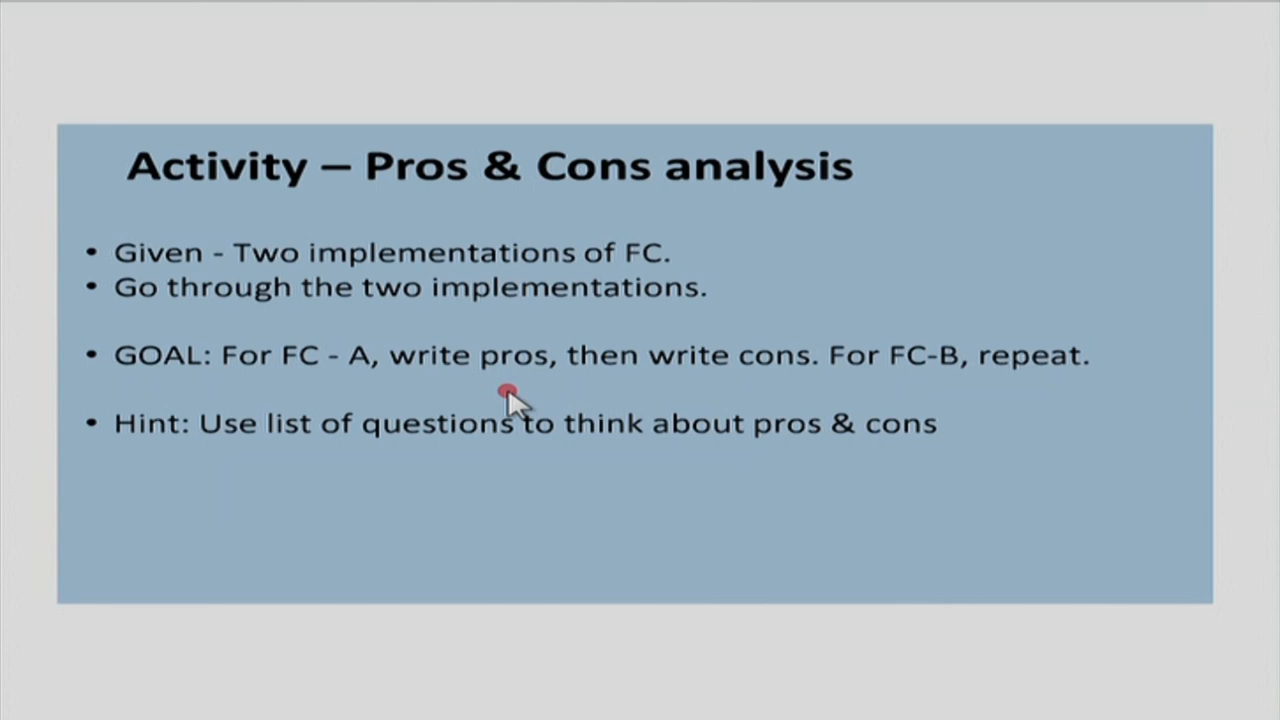 Activity – Pros & Cons analysis
• Given - Two implementations of FC.
• Go through the two implementations.
• GOAL: For FC - A, write pros, then write cons. For FC-B, repeat.
• Hint: Use list of questions to think about pros & cons